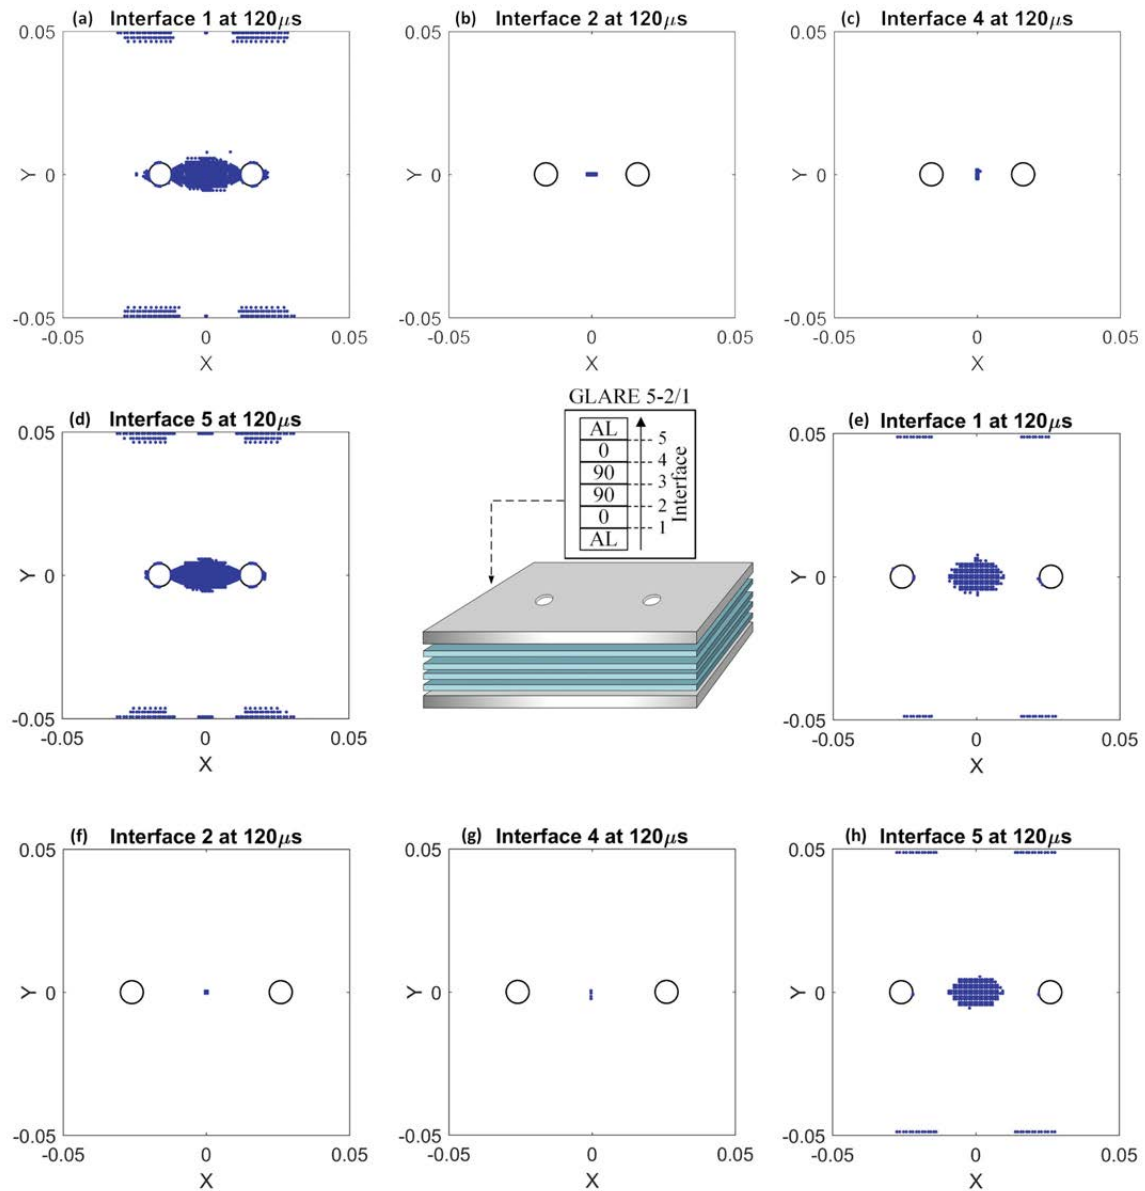 (a) Interface 1 at 120μs
0.05
Y 0
-0.05
-0.05 0 0.05
X
(b) Interface 2 at 120μs
0.05
Y 0
-0.05
-0.05 0 0.05
X
(c) Interface 4 at 120μs
0.05
Y 0
-0.05
-0.05 0 0.05
X
(d) Interface 5 at 120μs
0.05
Y 0
-0.05
-0.05 0 0.05
X
GLARE 5-2/1
AL
5
0
4
90
3
90
2
0
1
AL
Interface
(e) Interface 1 at 120μs
0.05
Y 0
-0.05
-0.05 0 0.05
X
(f) Interface 2 at 120μs
0.05
Y 0
-0.05
-0.05 0 0.05
X
(g) Interface 4 at 120μs
0.05
Y 0
-0.05
-0.05 0 0.05
X
(h) Interface 5 at 120μs
0.05
Y 0
-0.05
-0.05 0 0.05
X